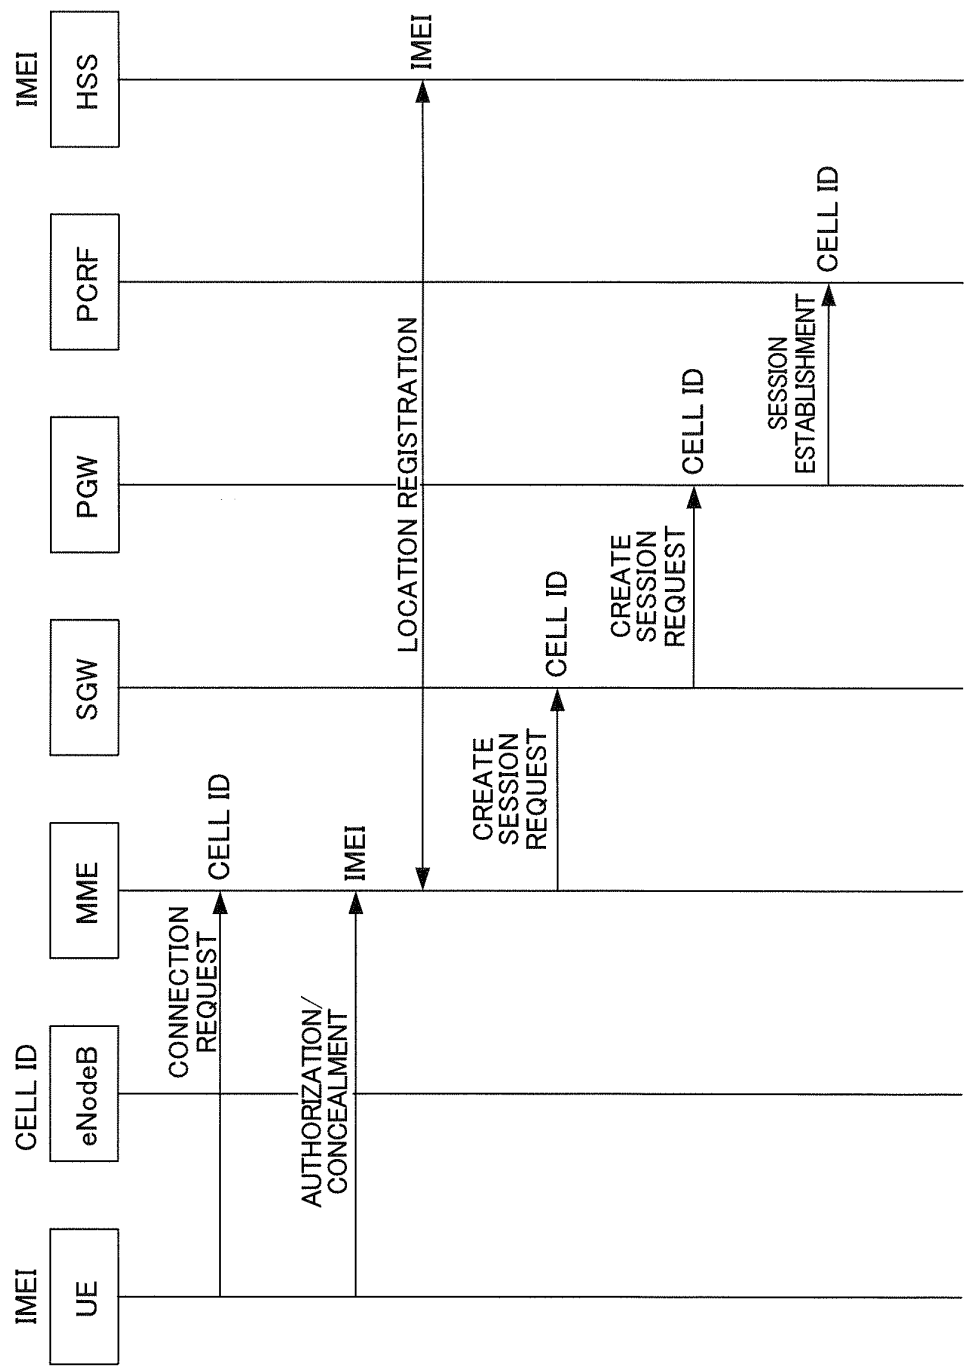 IMEI
CELL ID
IMEI
UE
eNodeB
MME
SGW
PGW
PCRF
HSS
CONNECTION
REQUEST
CELL ID
AUTHORIZATION/
CONCEALMENT
IMEI
LOCATION REGISTRATION
IMEI
CREATE
SESSION
REQUEST
CELL ID
CREATE
SESSION
REQUEST
CELL ID
SESSION
ESTABLISHMENT
CELL ID